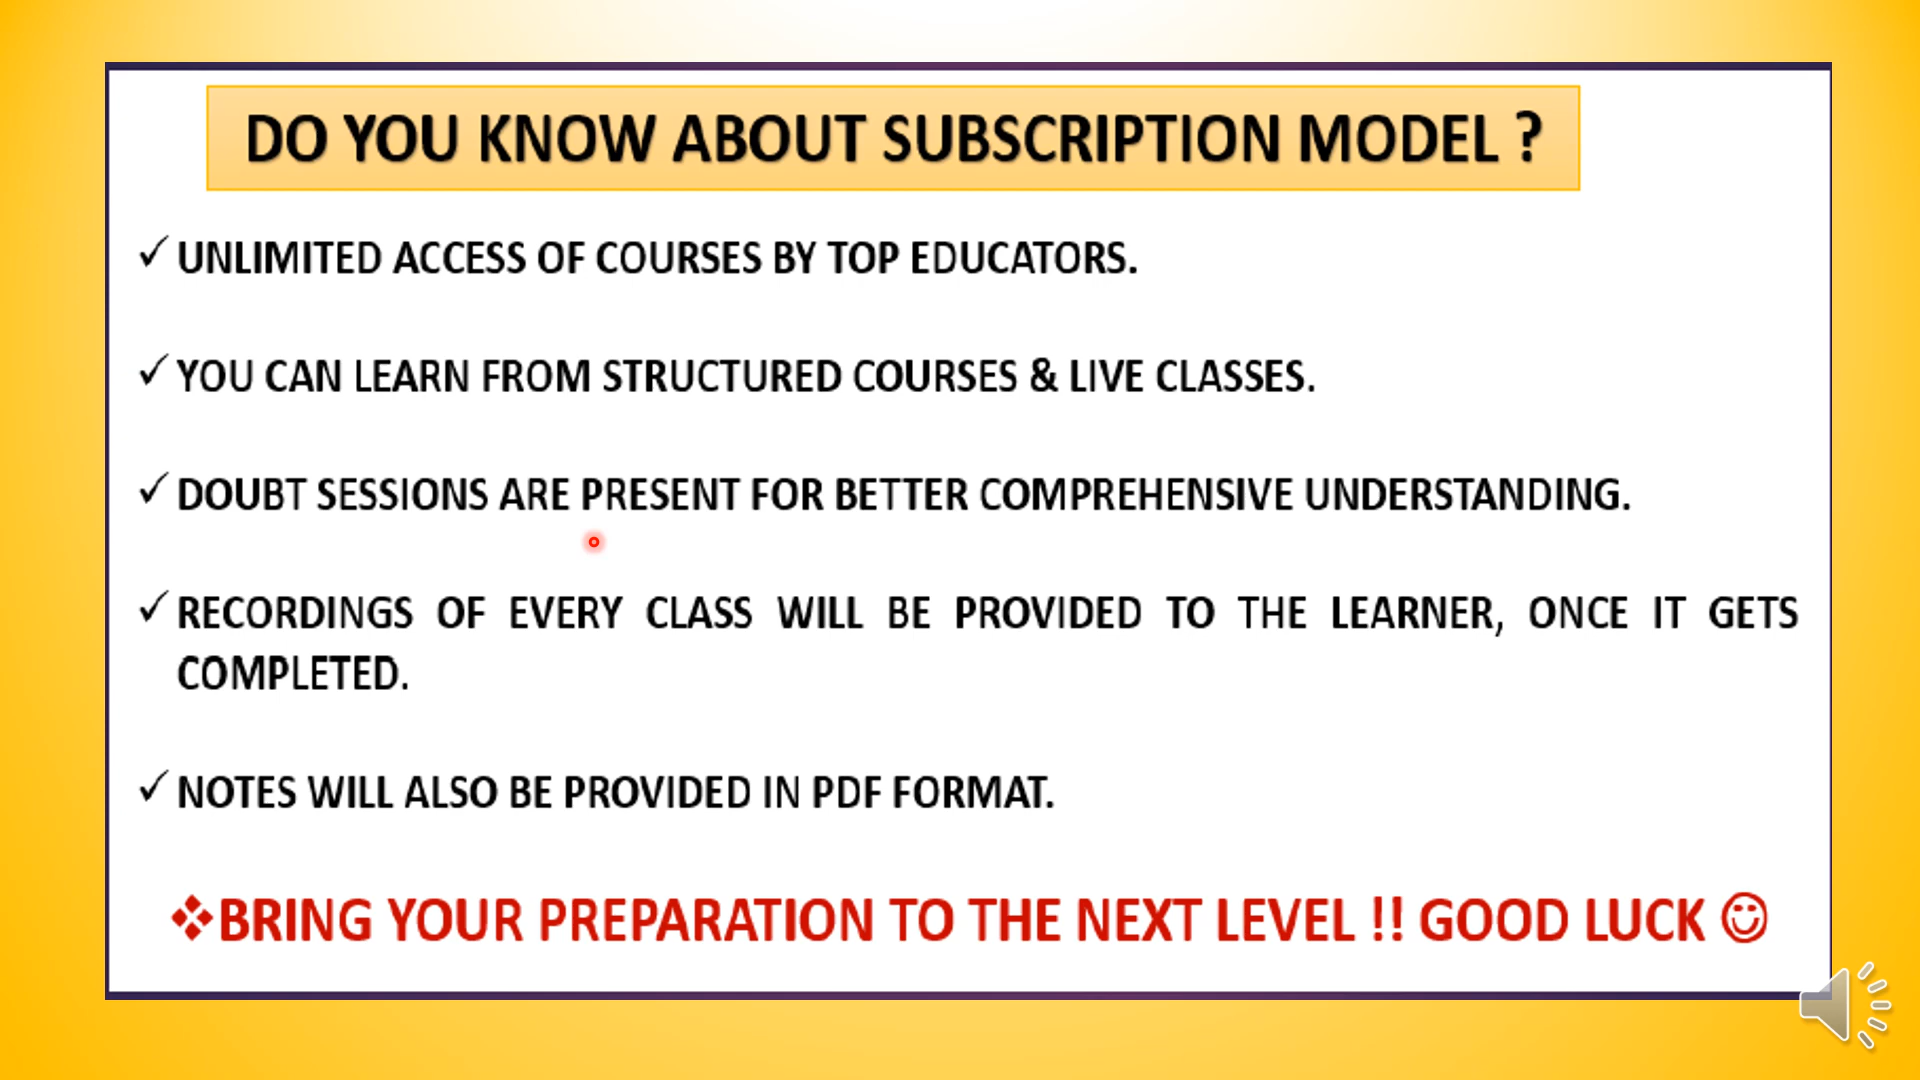 DO YOU KNOW ABOUT SUBSCRIPTION MODEL ?
✓ UNLIMITED ACCESS OF COURSES BY TOP EDUCATORS.
✓ YOU CAN LEARN FROM STRUCTURED COURSES & LIVE CLASSES.
✓ DOUBT SESSIONS ARE PRESENT FOR BETTER COMPREHENSIVE UNDERSTANDING.
✓ RECORDINGS OF EVERY CLASS WILL BE PROVIDED TO THE LEARNER, ONCE IT GETS
COMPLETED.
✓ NOTES WILL ALSO BE PROVIDED IN PDF FORMAT.
❖BRING YOUR PREPARATION TO THE NEXT LEVEL !! GOOD LUCK ☺